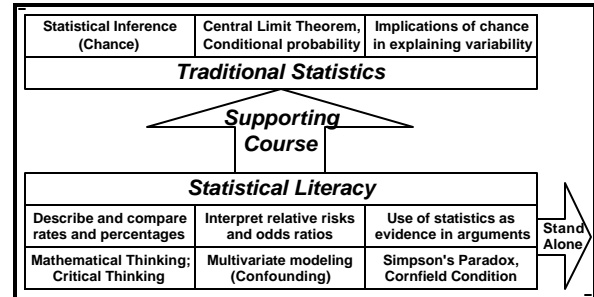 Statistical Inference
(Chance)
Central Limit Theorem,
Conditional probability
Implications of chance
in explaining variability
Traditional Statistics
Supporting
Course
Statistical Literacy
Describe and compare
rates and percentages
Interpret relative risks
and odds ratios
Use of statistics as
evidence in arguments
Mathematical Thinking;
Critical Thinking
Multivariate modeling
(Confounding)
Simpson's Paradox,
Cornfield Condition
Stand
Alone